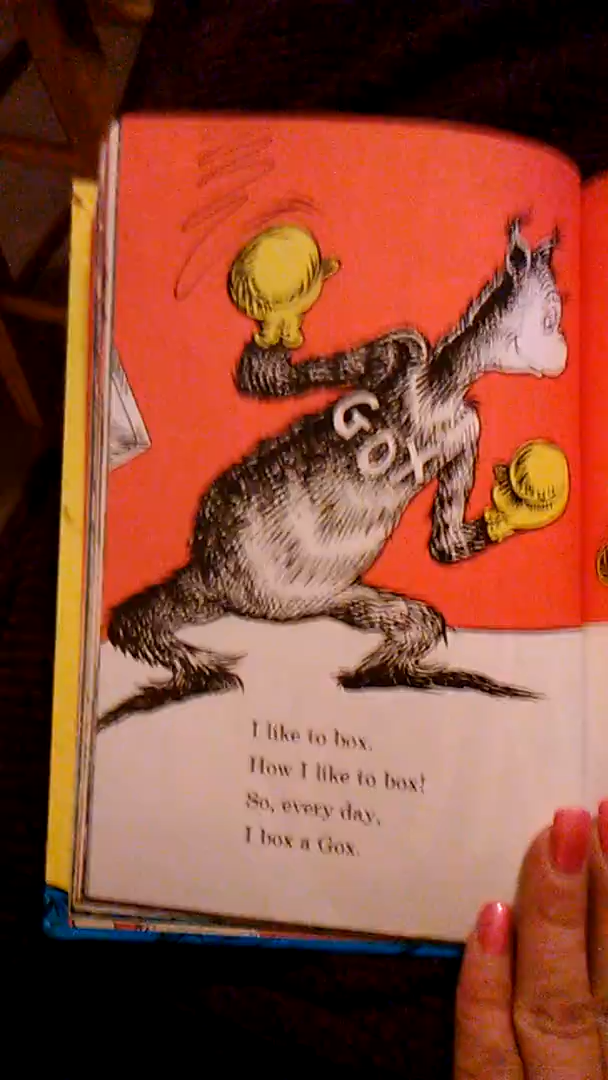 GOX
I like to box.
How I like to box!
So, every day,
I box a Gox.